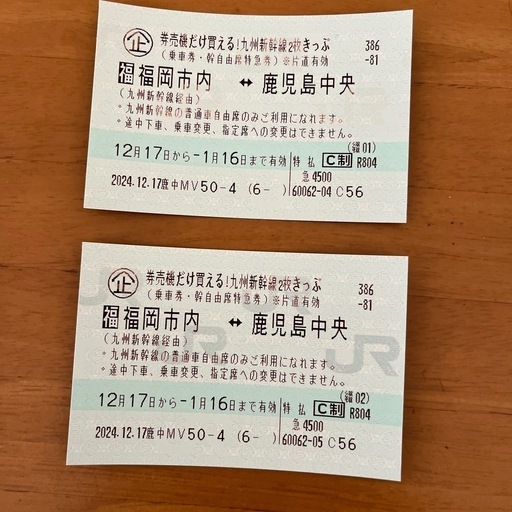 企 券売機だけ買える!九州新幹線2枚きっぷ 386
(乗車券・幹自由席特急券)※片道有効 -81
福 福岡市内 ↔ 鹿児島中央
(九州新幹線経由)
*九州新幹線の普通車自由席のみご利用になれます。
*途中下車、乗車変更、指定席への変更はできません。
(繻01)
12月17日から-1月16日まで有効 特払 C制 R804
急4500
2024.12.17鹿中MV50-4 (6- ) 60062-04 C56
企 券売機だけ買える!九州新幹線2枚きっぷ 386
(乗車券・幹自由席特急券)※片道有効 -81
福 福岡市内 ↔ 鹿児島中央
(九州新幹線経由)
*九州新幹線の普通車自由席のみご利用になれます。
*途中下車、乗車変更、指定席への変更はできません。
(02)
12月17日から-1月16日まで有効 特払 C制 R804
急4500
2024.12.17鹿中MV50-4 (6- ) 60062-05 C56